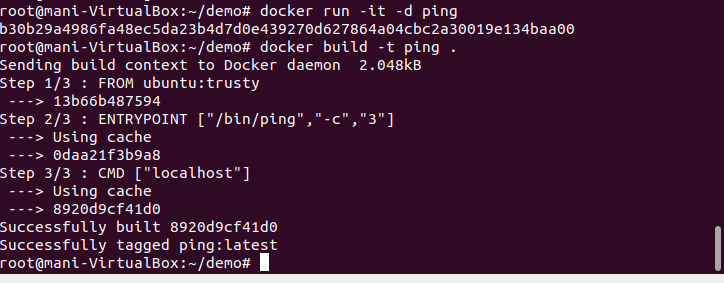 root@mani-VirtualBox:~/demo# docker run -it -d ping
b30b29a4986fa48ec5da23b4d7d0e439270d627864a04cbc2a30019e134baa00
root@mani-VirtualBox:~/demo# docker build -t ping .
Sending build context to Docker daemon  2.048kB
Step 1/3 : FROM ubuntu:trusty
 ---> 13b66b487594
Step 2/3 : ENTRYPOINT ["/bin/ping","-c","3"]
 ---> Using cache
 ---> 0daa21f3b9a8
Step 3/3 : CMD ["localhost"]
 ---> Using cache
 ---> 8920d9cf41d0
Successfully built 8920d9cf41d0
Successfully tagged ping:latest
root@mani-VirtualBox:~/demo#